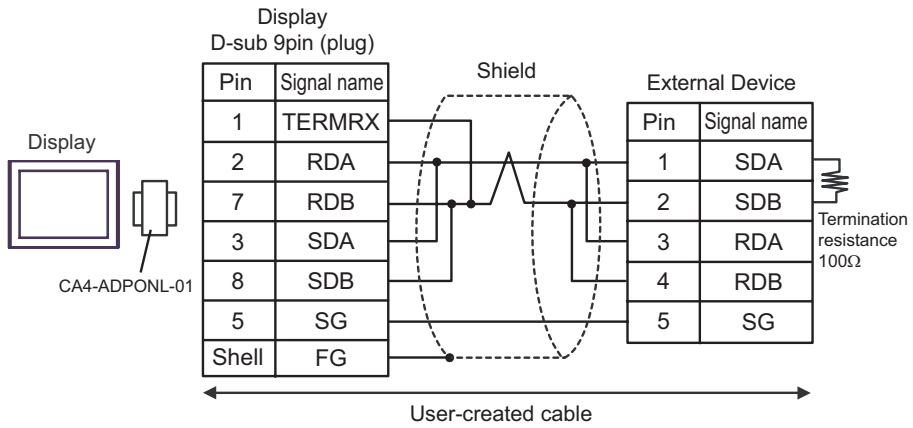 Display
D-sub 9pin (plug)
Shield
External Device
Pin Signal name
1 TERMRX
2 RDA
7 RDB
3 SDA
8 SDB
5 SG
Shell FG
Pin Signal name
1 SDA
2 SDB
3 RDA
4 RDB
5 SG
Display
CA4-ADPONL-01
Termination
resistance
100Ω
User-created cable